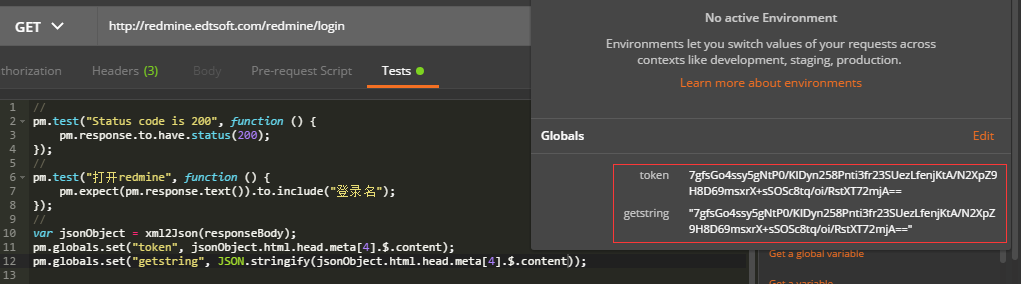 GET
http://redmine.edtsoft.com/redmine/login
thorization
Headers (3)
Body
Pre-request Script
Tests
1 //
2 pm.test("Status code is 200", function () {
3     pm.response.to.have.status(200);
4 });
5 //
6 pm.test("打开redmine", function () {
7     pm.expect(pm.response.text()).to.include("登录名");
8 });
9 //
10 var jsonObject = xml2Json(responseBody);
11 pm.globals.set("token", jsonObject.html.head.meta[4].$.content);
12 pm.globals.set("getstring", JSON.stringify(jsonObject.html.head.meta[4].$.content));
13
No active Environment
Environments let you switch values of your requests across
contexts like development, staging, production.
Learn more about environments
Globals
Edit
token 7gfsGo4ssy5gNtP0/KIDyn258Pnti3fr23SUezLfenjKtA/N2XpZ9
H8D69msxrX+sSOSc8tq/oi/RstXT72mjA==
getstring "7gfsGo4ssy5gNtP0/KIDyn258Pnti3fr23SUezLfenjKtA/N2XpZ
9H8D69msxrX+sSOSc8tq/oi/RstXT72mjA=="
Get a global variable